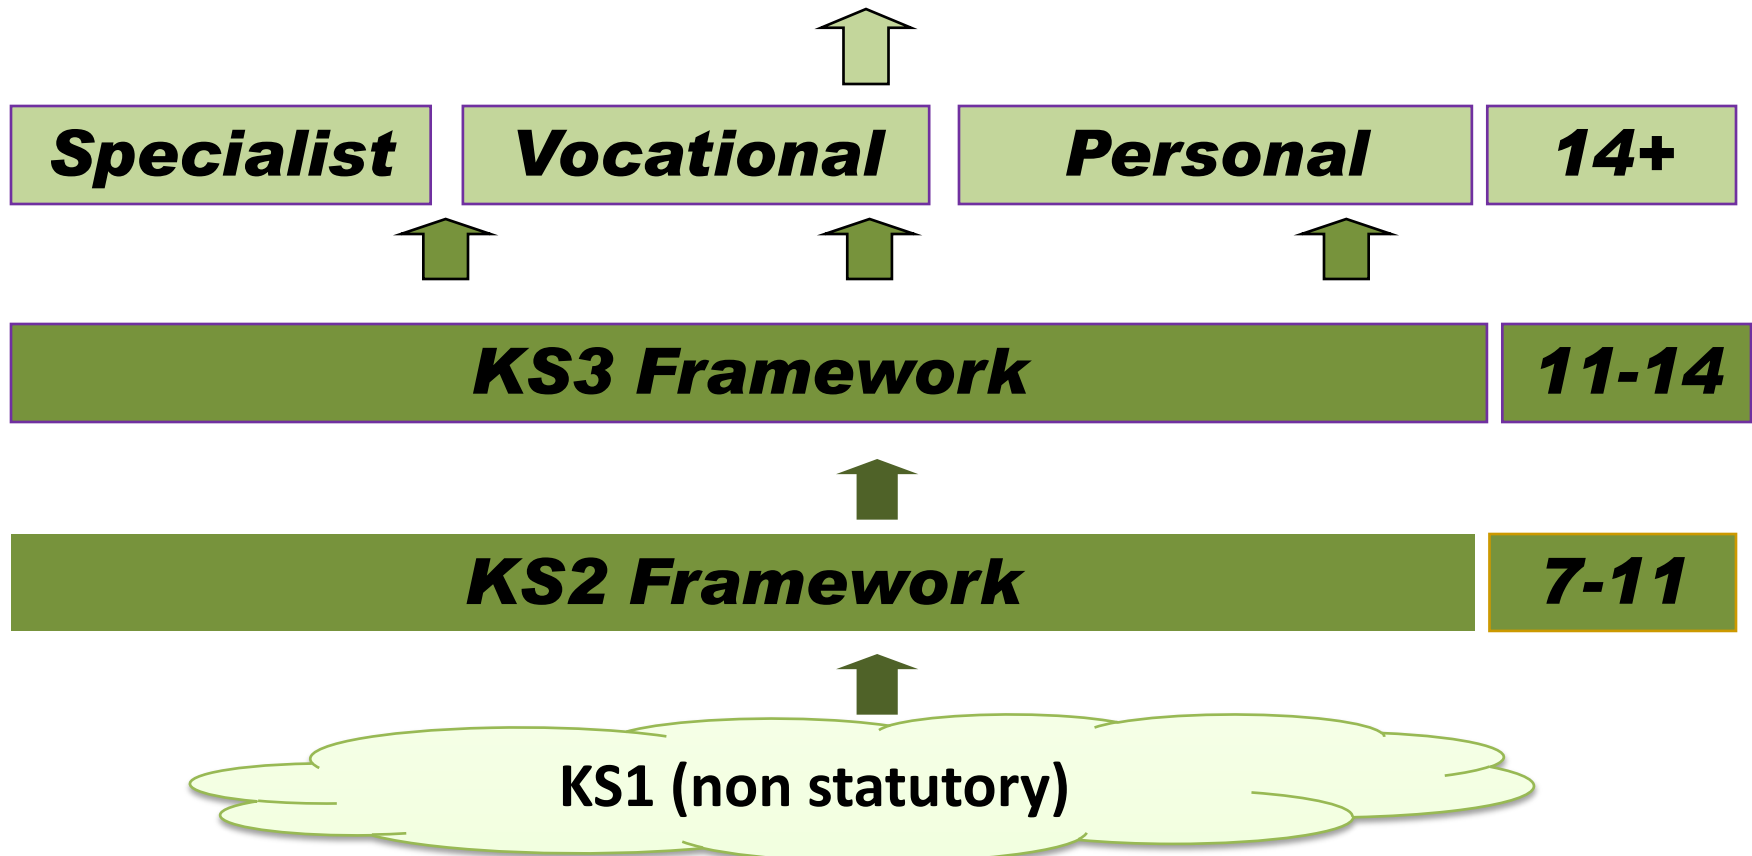 Specialist Vocational Personal 14+
KS3 Framework 11-14
KS2 Framework 7-11
KS1 (non statutory)